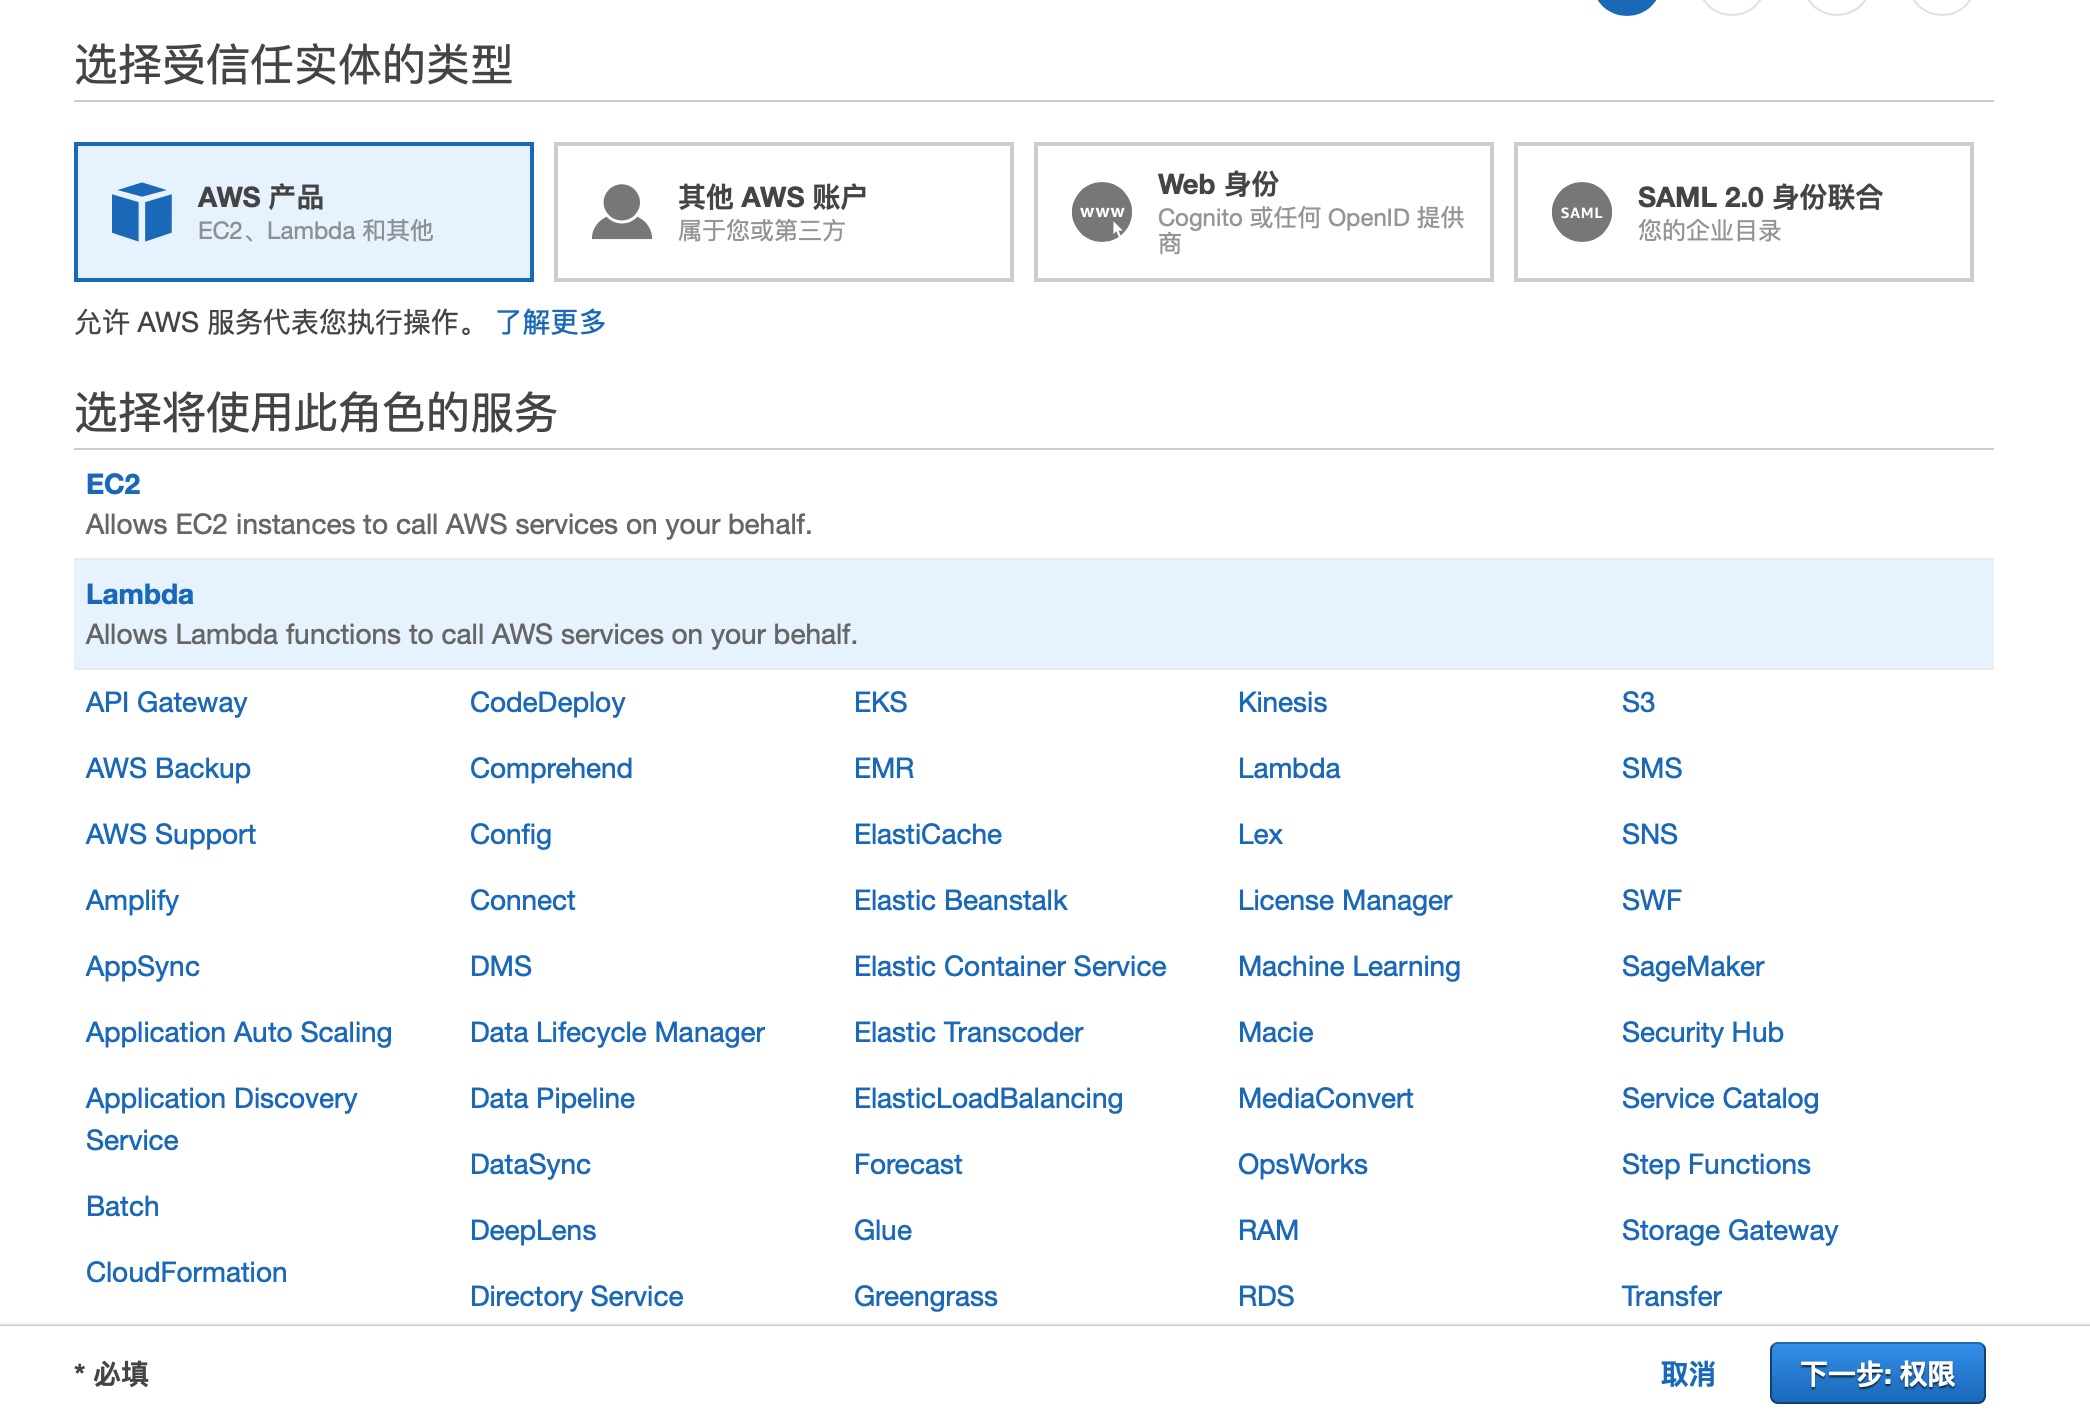 选择受信任实体的类型
AWS 产品
EC2、Lambda 和其他
其他 AWS 账户
属于您或第三方
WWW
Web 身份
Cognito 或任何 OpenID 提供
商
SAML
SAML 2.0 身份联合
您的企业目录
允许 AWS 服务代表您执行操作。 了解更多
选择将使用此角色的服务
EC2
Allows EC2 instances to call AWS services on your behalf.
Lambda
Allows Lambda functions to call AWS services on your behalf.
API Gateway
AWS Backup
AWS Support
Amplify
AppSync
Application Auto Scaling
Application Discovery
Service
Batch
CloudFormation
CodeDeploy
Comprehend
Config
Connect
DMS
Data Lifecycle Manager
Data Pipeline
DataSync
DeepLens
Directory Service
EKS
EMR
ElastiCache
Elastic Beanstalk
Elastic Container Service
Elastic Transcoder
ElasticLoadBalancing
Forecast
Glue
Greengrass
Kinesis
Lambda
Lex
License Manager
Machine Learning
Macie
MediaConvert
OpsWorks
RAM
RDS
S3
SMS
SNS
SWF
SageMaker
Security Hub
Service Catalog
Step Functions
Storage Gateway
Transfer
* 必填
取消
下一步: 权限